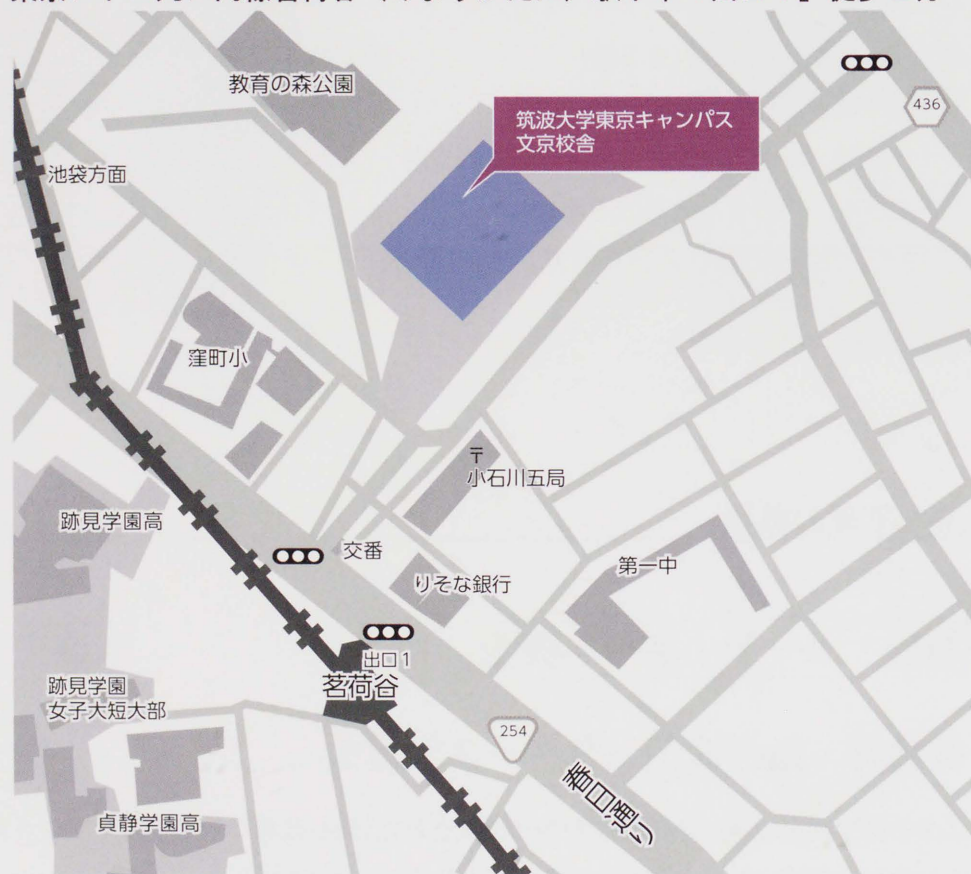 教育の森公園
436
筑波大学東京キャンパス
文京校舎
池袋方面
窪町小
〒
小石川五局
跡見学園高
交番
第一中
りそな銀行
出口1
茗荷谷
跡見学園
女子大短大部
254
春日通り
貞静学園高